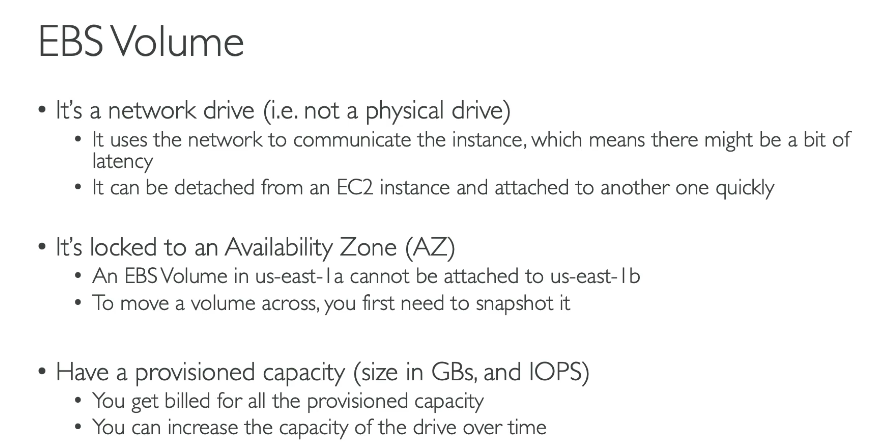 EBS Volume
• It's a network drive (i.e. not a physical drive)
• It uses the network to communicate the instance, which means there might be a bit of
latency
• It can be detached from an EC2 instance and attached to another one quickly
• It's locked to an Availability Zone (AZ)
• An EBS Volume in us-east-1a cannot be attached to us-east-1b
• To move a volume across, you first need to snapshot it
• Have a provisioned capacity (size in GBs, and IOPS)
• You get billed for all the provisioned capacity
• You can increase the capacity of the drive over time